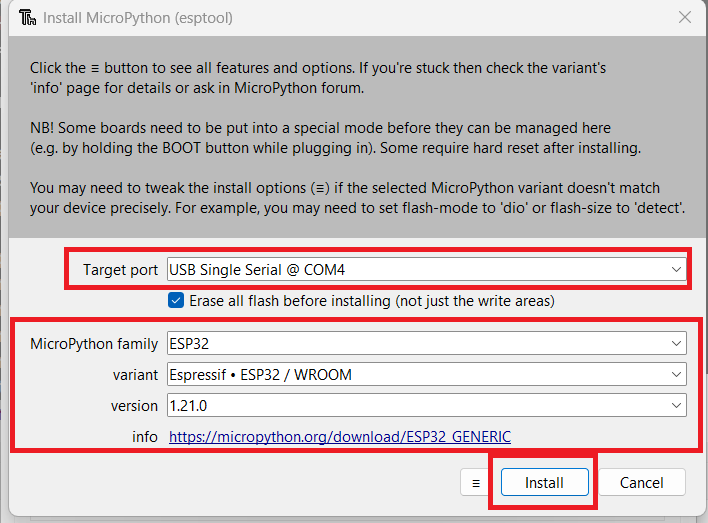 Install MicroPython (esptool)
Click the ≡ button to see all features and options. If you're stuck then check the variant's
'info' page for details or ask in MicroPython forum.
NB! Some boards need to be put into a special mode before they can be managed here
(e.g. by holding the BOOT button while plugging in). Some require hard reset after installing.
You may need to tweak the install options (≡) if the selected MicroPython variant doesn't match
your device precisely. For example, you may need to set flash-mode to 'dio' or flash-size to 'detect'.
Target port USB Single Serial @ COM4
Erase all flash before installing (not just the write areas)
MicroPython family ESP32
variant Espressif • ESP32 / WROOM
version 1.21.0
info https://micropython.org/download/ESP32_GENERIC
≡ Install Cancel